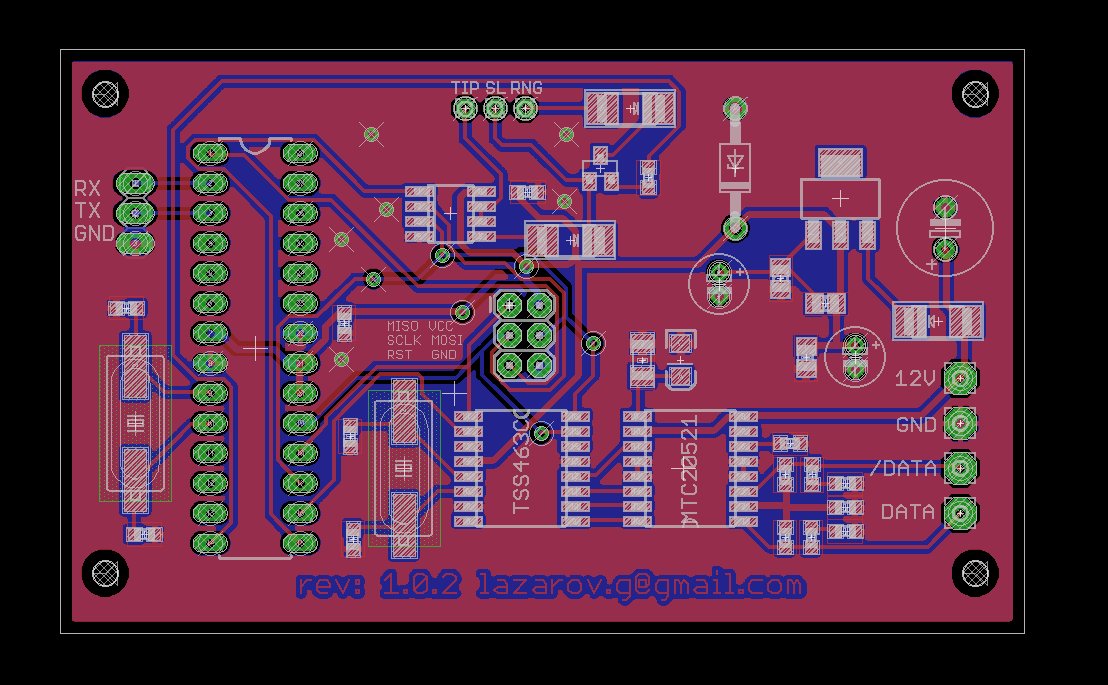 TIP SL RNG
RX
TX
GND
MISO VCC
SCLK MOSI
RST GND
12V
GND
/DATA
DATA
TSS463CC
MTC20521
rev: 1.0.2 lazarov.g@gmail.com